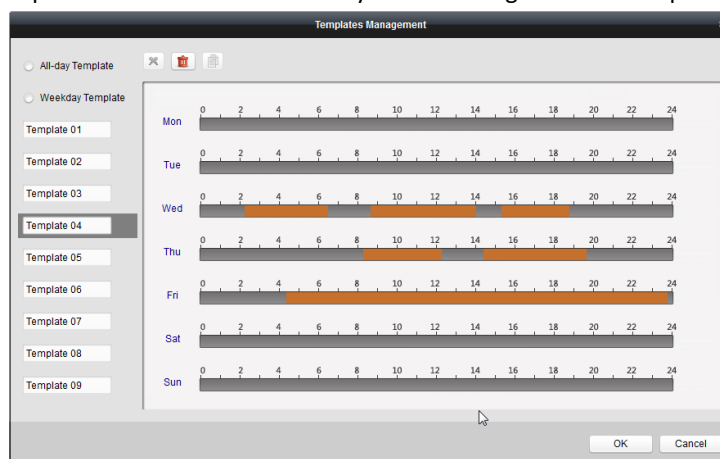 Templates Management
All-day Template
Weekday Template
Template 01
Template 02
Template 03
Template 04
Template 05
Template 06
Template 07
Template 08
Template 09
0 2 4 6 8 10 12 14 16 18 20 22 24
Mon
0 2 4 6 8 10 12 14 16 18 20 22 24
Tue
0 2 4 6 8 10 12 14 16 18 20 22 24
Wed
0 2 4 6 8 10 12 14 16 18 20 22 24
Thu
0 2 4 6 8 10 12 14 16 18 20 22 24
Fri
0 2 4 6 8 10 12 14 16 18 20 22 24
Sat
0 2 4 6 8 10 12 14 16 18 20 22 24
Sun
OK Cancel